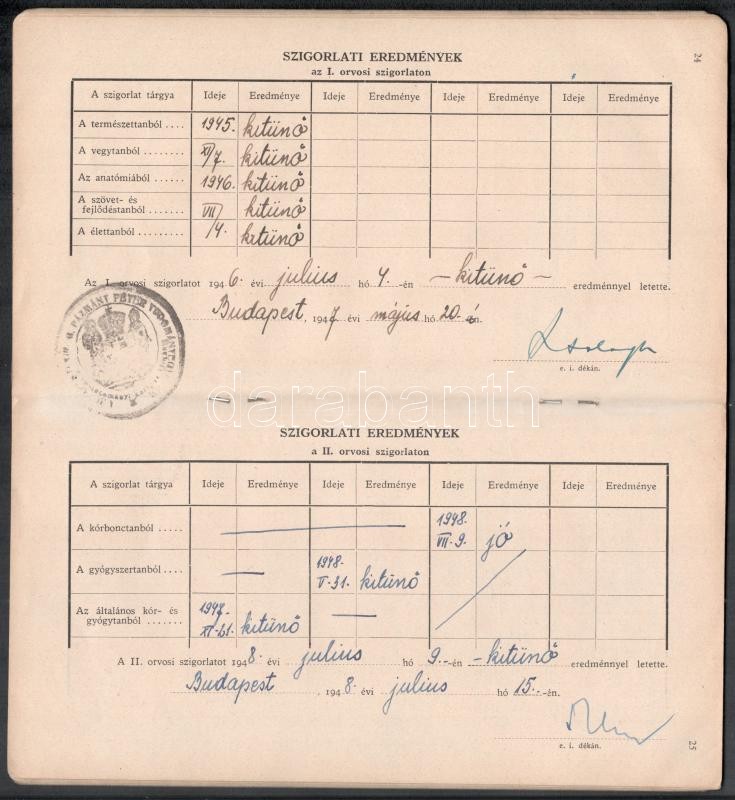 24
SZIGORLATI EREDMÉNYEK
az I. orvosi szigorlaton
A szigorlat tárgya Ideje Eredménye Ideje Eredménye Ideje Eredménye Ideje Eredménye
A természettanból .... 1945. kitünő
A vegytanból ........ XI/7. kitünő
Az anatómiából ...... 1946. kitünő
A szövet- és
fejlődéstanból ....... VII/ kitünő
A élettanból ......... /4. kitünő
Az I. orvosi szigorlatot 1946. évi julius hó 4.-én -kitünő- eredménnyel letette.
Budapest, 1947 évi május hó 20.-én.
e. i. dékán.
PÁZMÁNY PÉTER
darabanth
SZIGORLATI EREDMÉNYEK
a II. orvosi szigorlaton
A szigorlat tárgya Ideje Eredménye Ideje Eredménye Ideje Eredménye Ideje Eredménye
A kórbonctanból ..... 1948. VII.9. jó
A gyógyszertanból .... 1948. V.31. kitünő
Az általános kór- és
gyógytanból ....... 1947. kitünő
A II. orvosi szigorlatot 1948. évi julius hó 9.-én -kitünő- eredménnyel letette.
Budapest, 1948. évi julius hó 15.-én.
e. i. dékán.
25